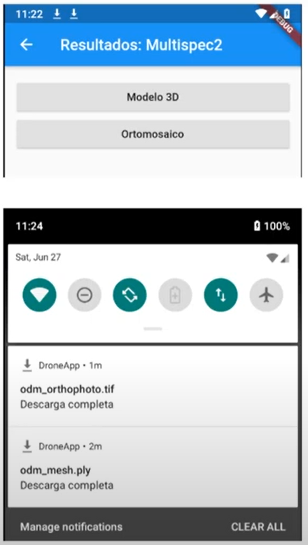 11:22
DEBUG
Resultados: Multispec2
Modelo 3D
Ortomosaico
11:24
100%
Sat, Jun 27
DroneApp • 1m
odm_orthophoto.tif
Descarga completa
DroneApp • 2m
odm_mesh.ply
Descarga completa
Manage notifications
CLEAR ALL